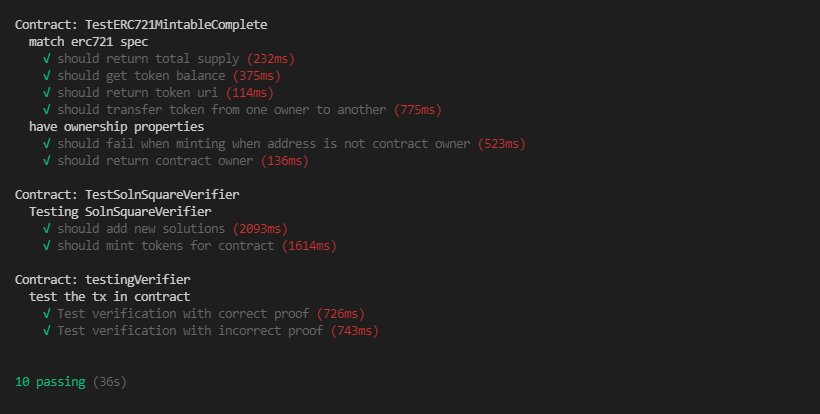 Contract: TestERC721MintableComplete
match erc721 spec
√ should return total supply (232ms)
√ should get token balance (375ms)
√ should return token uri (114ms)
√ should transfer token from one owner to another (775ms)
have ownership properties
√ should fail when minting when address is not contract owner (523ms)
√ should return contract owner (136ms)
Contract: TestSolnSquareVerifier
Testing SolnSquareVerifier
√ should add new solutions (2093ms)
√ should mint tokens for contract (1614ms)
Contract: testingVerifier
test the tx in contract
√ Test verification with correct proof (726ms)
√ Test verification with incorrect proof (743ms)
10 passing (36s)